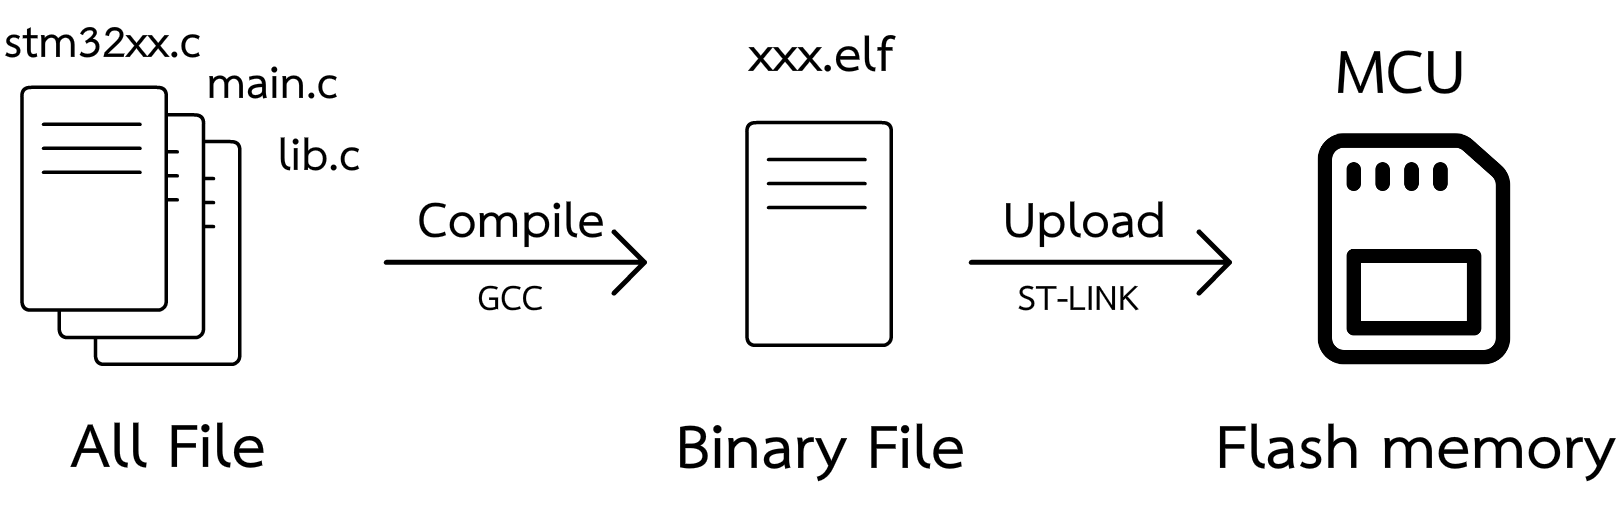 stm32xx.c
main.c
lib.c
Compile
GCC
All File
xxx.elf
Binary File
Upload
ST-LINK
MCU
Flash memory